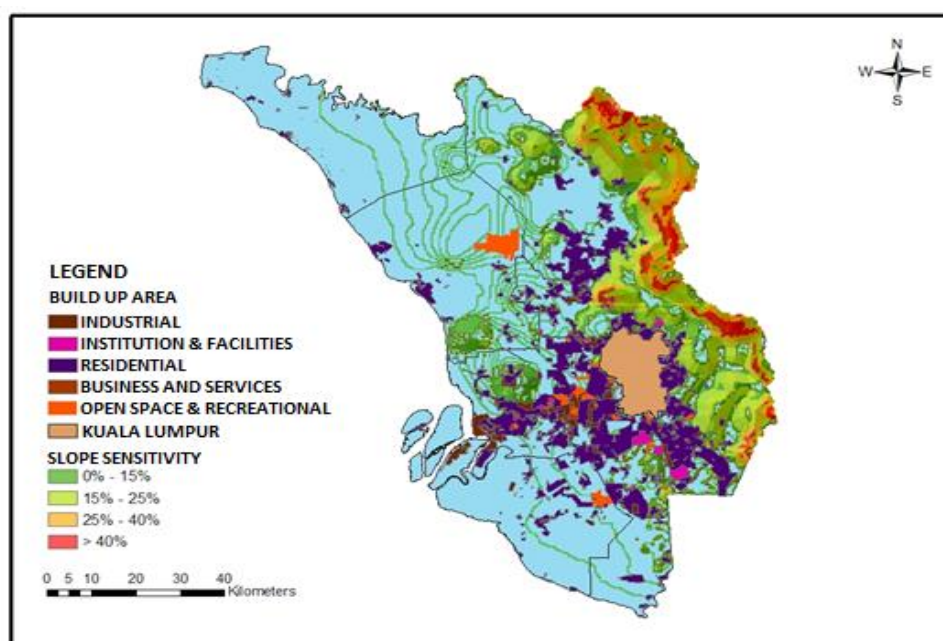 N
W E
S
LEGEND
BUILD UP AREA
INDUSTRIAL
INSTITUTION & FACILITIES
RESIDENTIAL
BUSINESS AND SERVICES
OPEN SPACE & RECREATIONAL
KUALA LUMPUR
SLOPE SENSITIVITY
0% - 15%
15% - 25%
25% - 40%
> 40%
0 5 10 20 30 40
Kilometers